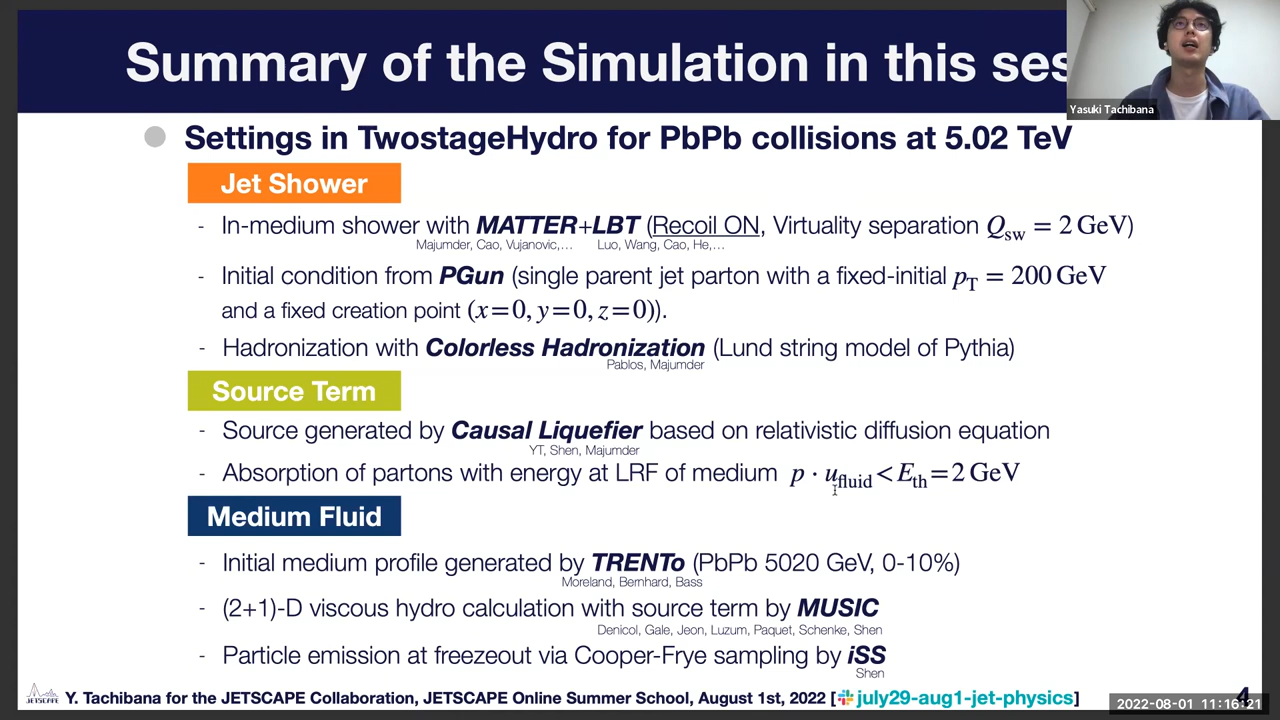 Summary of the Simulation in this ses
Yasuki Tachibana
Settings in TwostageHydro for PbPb collisions at 5.02 TeV
Jet Shower
- In-medium shower with MATTER+LBT (Recoil ON, Virtuality separation Qsw = 2 GeV)
Majumder, Cao, Vujanovic,... Luo, Wang, Cao, He,...
- Initial condition from PGun (single parent jet parton with a fixed-initial pT = 200 GeV
and a fixed creation point (x=0, y=0, z=0)).
- Hadronization with Colorless Hadronization (Lund string model of Pythia)
Pablos, Majumder
Source Term
- Source generated by Causal Liquefier based on relativistic diffusion equation
YT, Shen, Majumder
- Absorption of partons with energy at LRF of medium p · ufluid < Eth = 2 GeV
Medium Fluid
- Initial medium profile generated by TRENTo (PbPb 5020 GeV, 0-10%)
Moreland, Bernhard, Bass
- (2+1)-D viscous hydro calculation with source term by MUSIC
Denicol, Gale, Jeon, Luzum, Paquet, Schenke, Shen
- Particle emission at freezeout via Cooper-Frye sampling by iSS
Shen
JETSCAPE
Y. Tachibana for the JETSCAPE Collaboration, JETSCAPE Online Summer School, August 1st, 2022 [july29-aug1-jet-physics]
4
2022-08-01 11:16:21